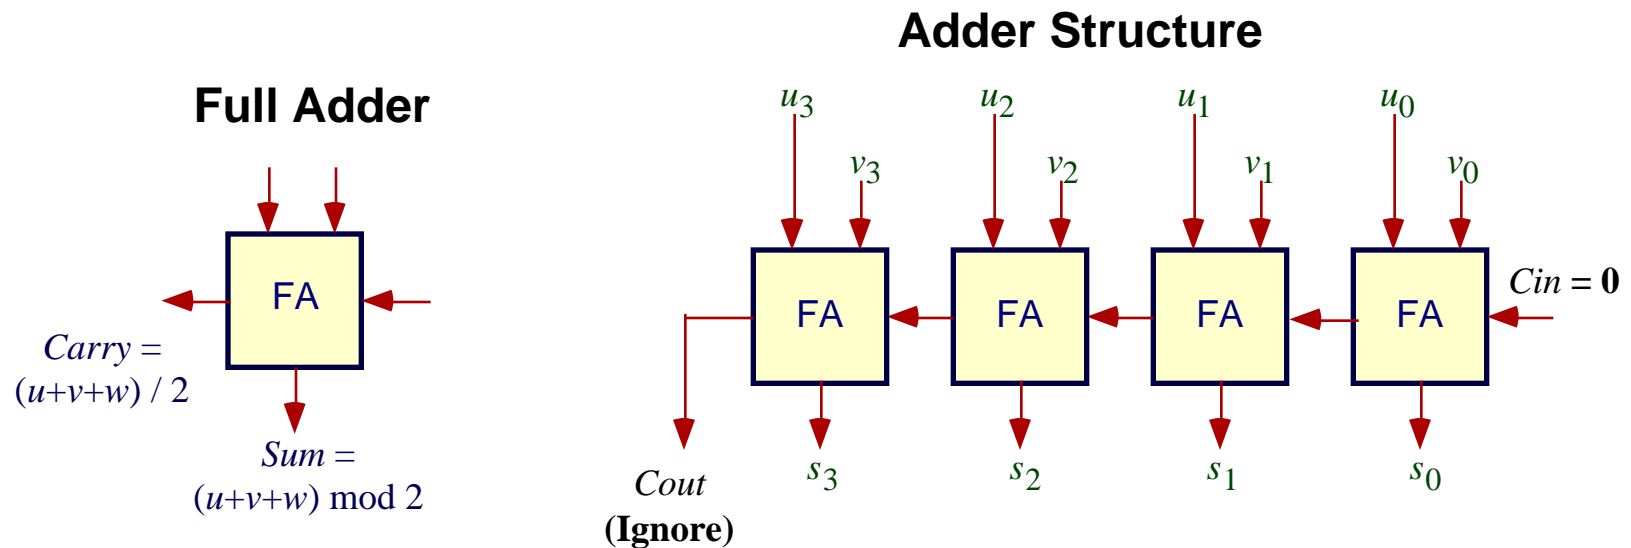 Full Adder
FA
Carry =
(u+v+w) / 2
Sum =
(u+v+w) mod 2
Adder Structure
u3 u2 u1 u0
v3 v2 v1 v0
Cin = 0
FA FA FA FA
Cout
(Ignore)
s3 s2 s1 s0